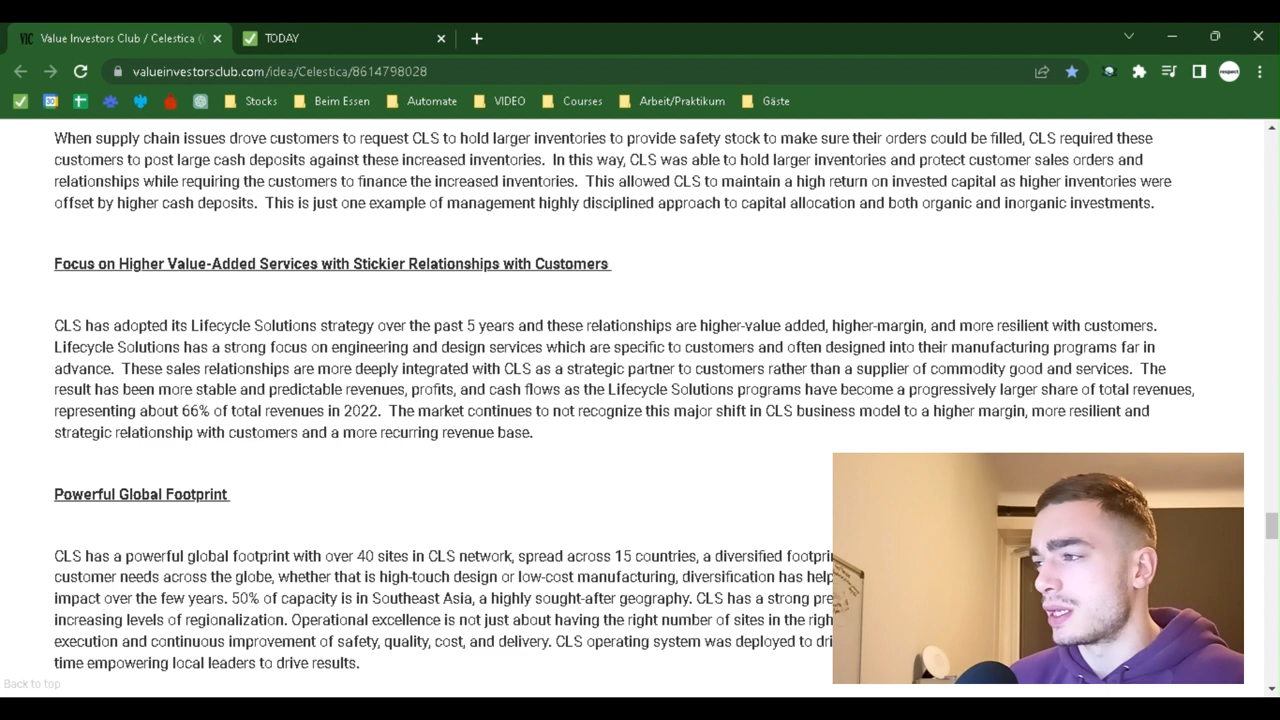 VIC Value Investors Club / Celestica (
TODAY
valueinvestorsclub.com/idea/Celestica/8614798028
respect
30
Stocks
Beim Essen
Automate
VIDEO
Courses
Arbeit/Praktikum
Gäste
When supply chain issues drove customers to request CLS to hold larger inventories to provide safety stock to make sure their orders could be filled, CLS required these
customers to post large cash deposits against these increased inventories.  In this way, CLS was able to hold larger inventories and protect customer sales orders and
relationships while requiring the customers to finance the increased inventories.  This allowed CLS to maintain a high return on invested capital as higher inventories were
offset by higher cash deposits.  This is just one example of management highly disciplined approach to capital allocation and both organic and inorganic investments.
Focus on Higher Value-Added Services with Stickier Relationships with Customers
CLS has adopted its Lifecycle Solutions strategy over the past 5 years and these relationships are higher-value added, higher-margin, and more resilient with customers.
Lifecycle Solutions has a strong focus on engineering and design services which are specific to customers and often designed into their manufacturing programs far in
advance.  These sales relationships are more deeply integrated with CLS as a strategic partner to customers rather than a supplier of commodity good and services.  The
result has been more stable and predictable revenues, profits, and cash flows as the Lifecycle Solutions programs have become a progressively larger share of total revenues,
representing about 66% of total revenues in 2022.  The market continues to not recognize this major shift in CLS business model to a higher margin, more resilient and
strategic relationship with customers and a more recurring revenue base.
Powerful Global Footprint
CLS has a powerful global footprint with over 40 sites in CLS network, spread across 15 countries, a diversified footpri
customer needs across the globe, whether that is high-touch design or low-cost manufacturing, diversification has help
impact over the few years. 50% of capacity is in Southeast Asia, a highly sought-after geography. CLS has a strong pre
increasing levels of regionalization. Operational excellence is not just about having the right number of sites in the righ
execution and continuous improvement of safety, quality, cost, and delivery. CLS operating system was deployed to dri
time empowering local leaders to drive results.
Back to top